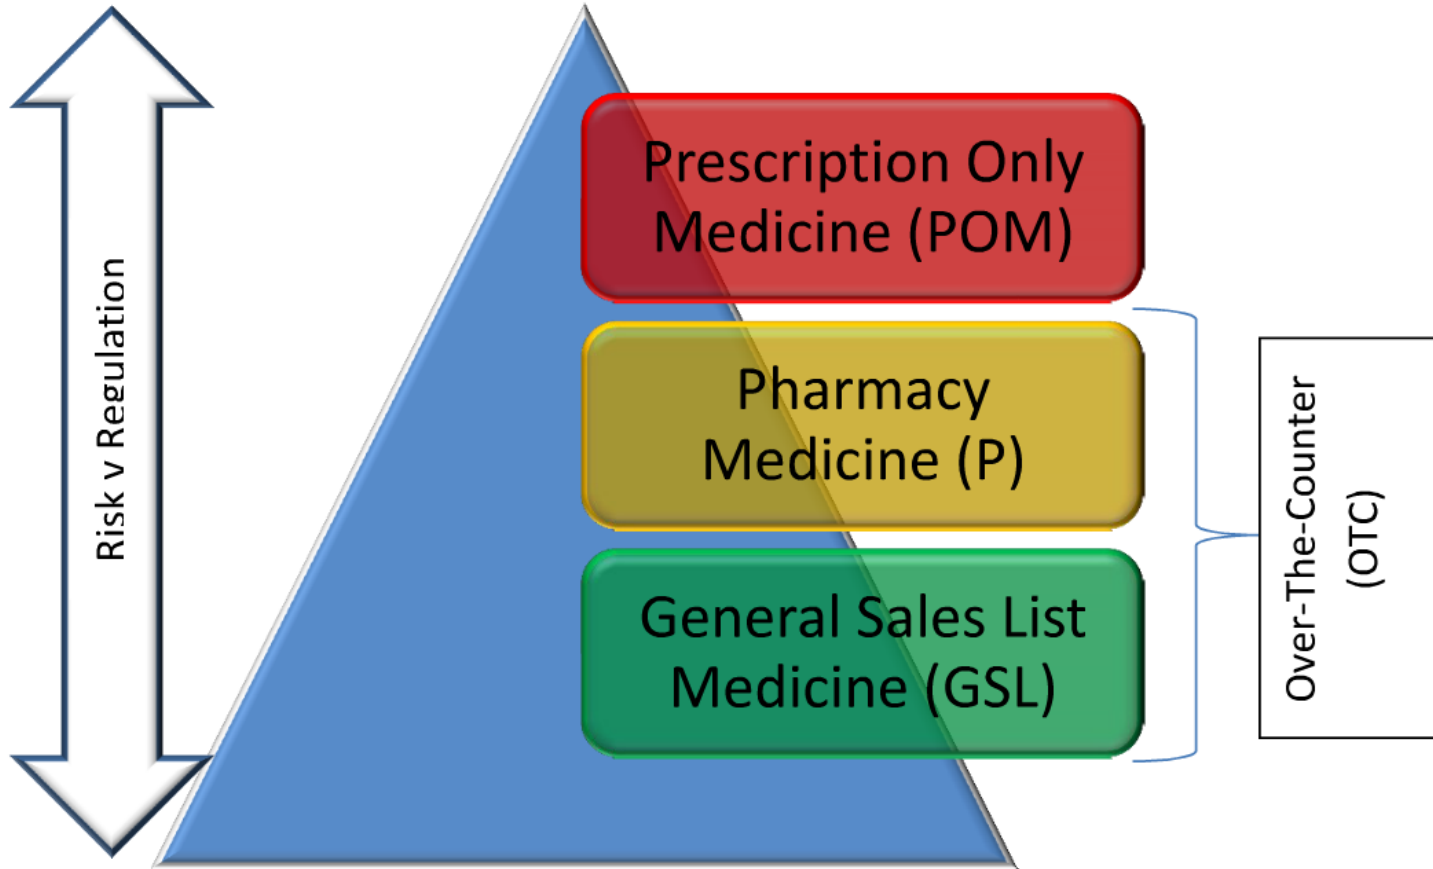 Risk v Regulation
Prescription Only
Medicine (POM)
Pharmacy
Medicine (P)
General Sales List
Medicine (GSL)
Over-The-Counter
(OTC)